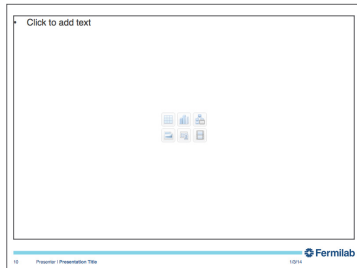 • Click to add text
Fermilab
10 Presenter | Presentation Title 1/3/14